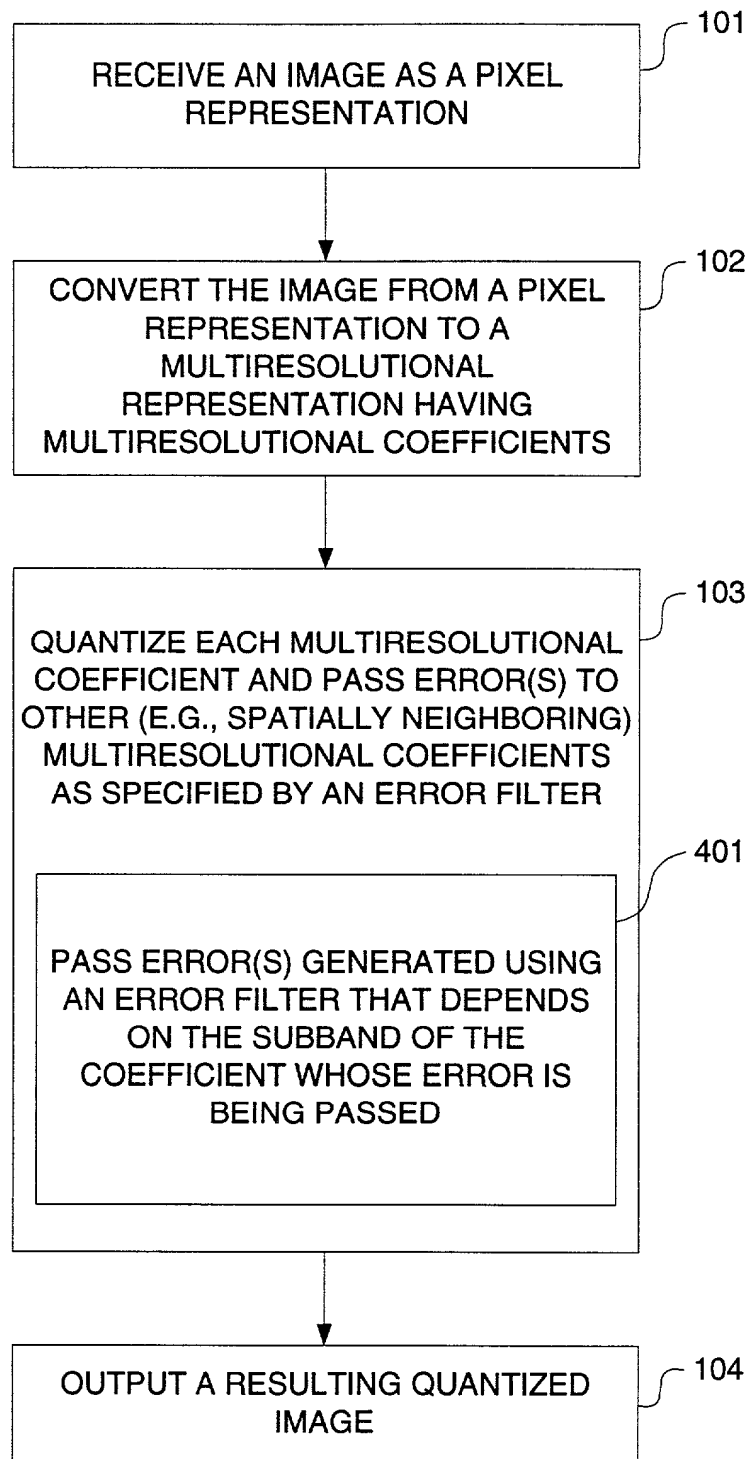 101
RECEIVE AN IMAGE AS A PIXEL
REPRESENTATION
102
CONVERT THE IMAGE FROM A PIXEL
REPRESENTATION TO A
MULTIRESOLUTIONAL
REPRESENTATION HAVING
MULTIRESOLUTIONAL COEFFICIENTS
103
QUANTIZE EACH MULTIRESOLUTIONAL
COEFFICIENT AND PASS ERROR(S) TO
OTHER (E.G., SPATIALLY NEIGHBORING)
MULTIRESOLUTIONAL COEFFICIENTS
AS SPECIFIED BY AN ERROR FILTER
401
PASS ERROR(S) GENERATED USING
AN ERROR FILTER THAT DEPENDS
ON THE SUBBAND OF THE
COEFFICIENT WHOSE ERROR IS
BEING PASSED
104
OUTPUT A RESULTING QUANTIZED
IMAGE